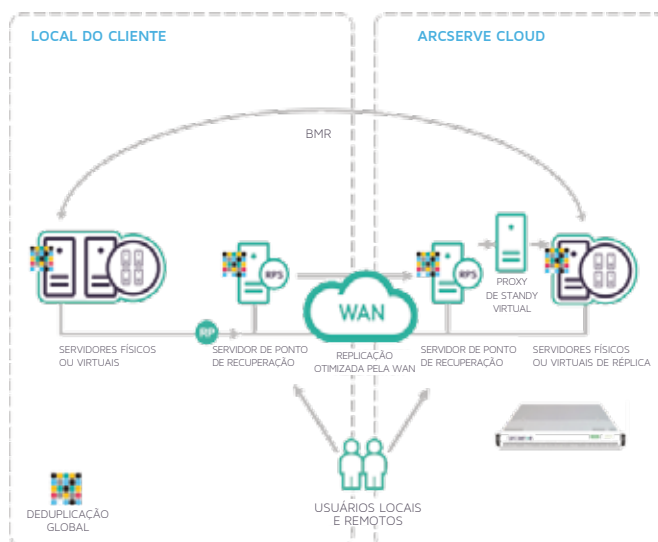 LOCAL DO CLIENTE
ARCSERVE CLOUD
BMR
RPS
RPS
PROXY
DE STANDY
VIRTUAL
WAN
RP
SERVIDORES FÍSICOS
OU VIRTUAIS
SERVIDOR DE PONTO
DE RECUPERAÇÃO
REPLICAÇÃO
OTIMIZADA PELA WAN
SERVIDOR DE PONTO
DE RECUPERAÇÃO
SERVIDORES FÍSICOS
OU VIRTUAIS DE RÉPLICA
DEDUPLICAÇÃO
GLOBAL
USUÁRIOS LOCAIS
E REMOTOS